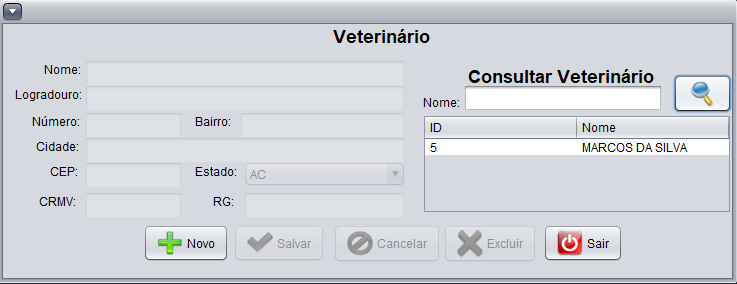 Veterinário
Nome:
Logradouro:
Número: Bairro:
Cidade:
CEP: Estado: AC
CRMV: RG:
Consultar Veterinário
Nome:
ID Nome
5 MARCOS DA SILVA
Novo Salvar Cancelar Excluir Sair